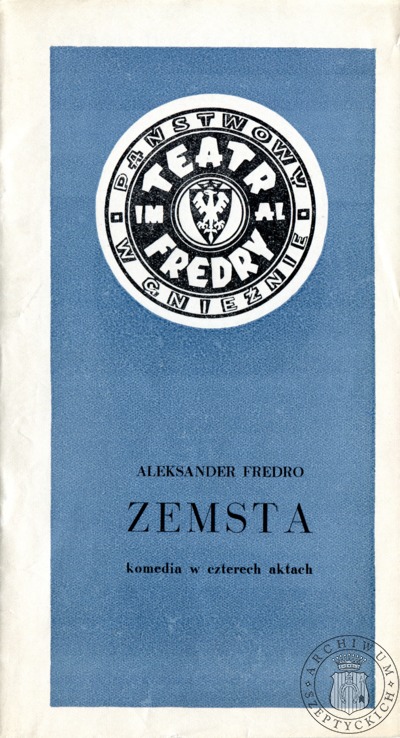 PAŃSTWOWY
TEATR
IM AL
FREDRY
W GNIEŹNIE
ALEKSANDER FREDRO
ZEMSTA
komedia w czterech aktach
ARCHIWUM
SZEPTYCKICH